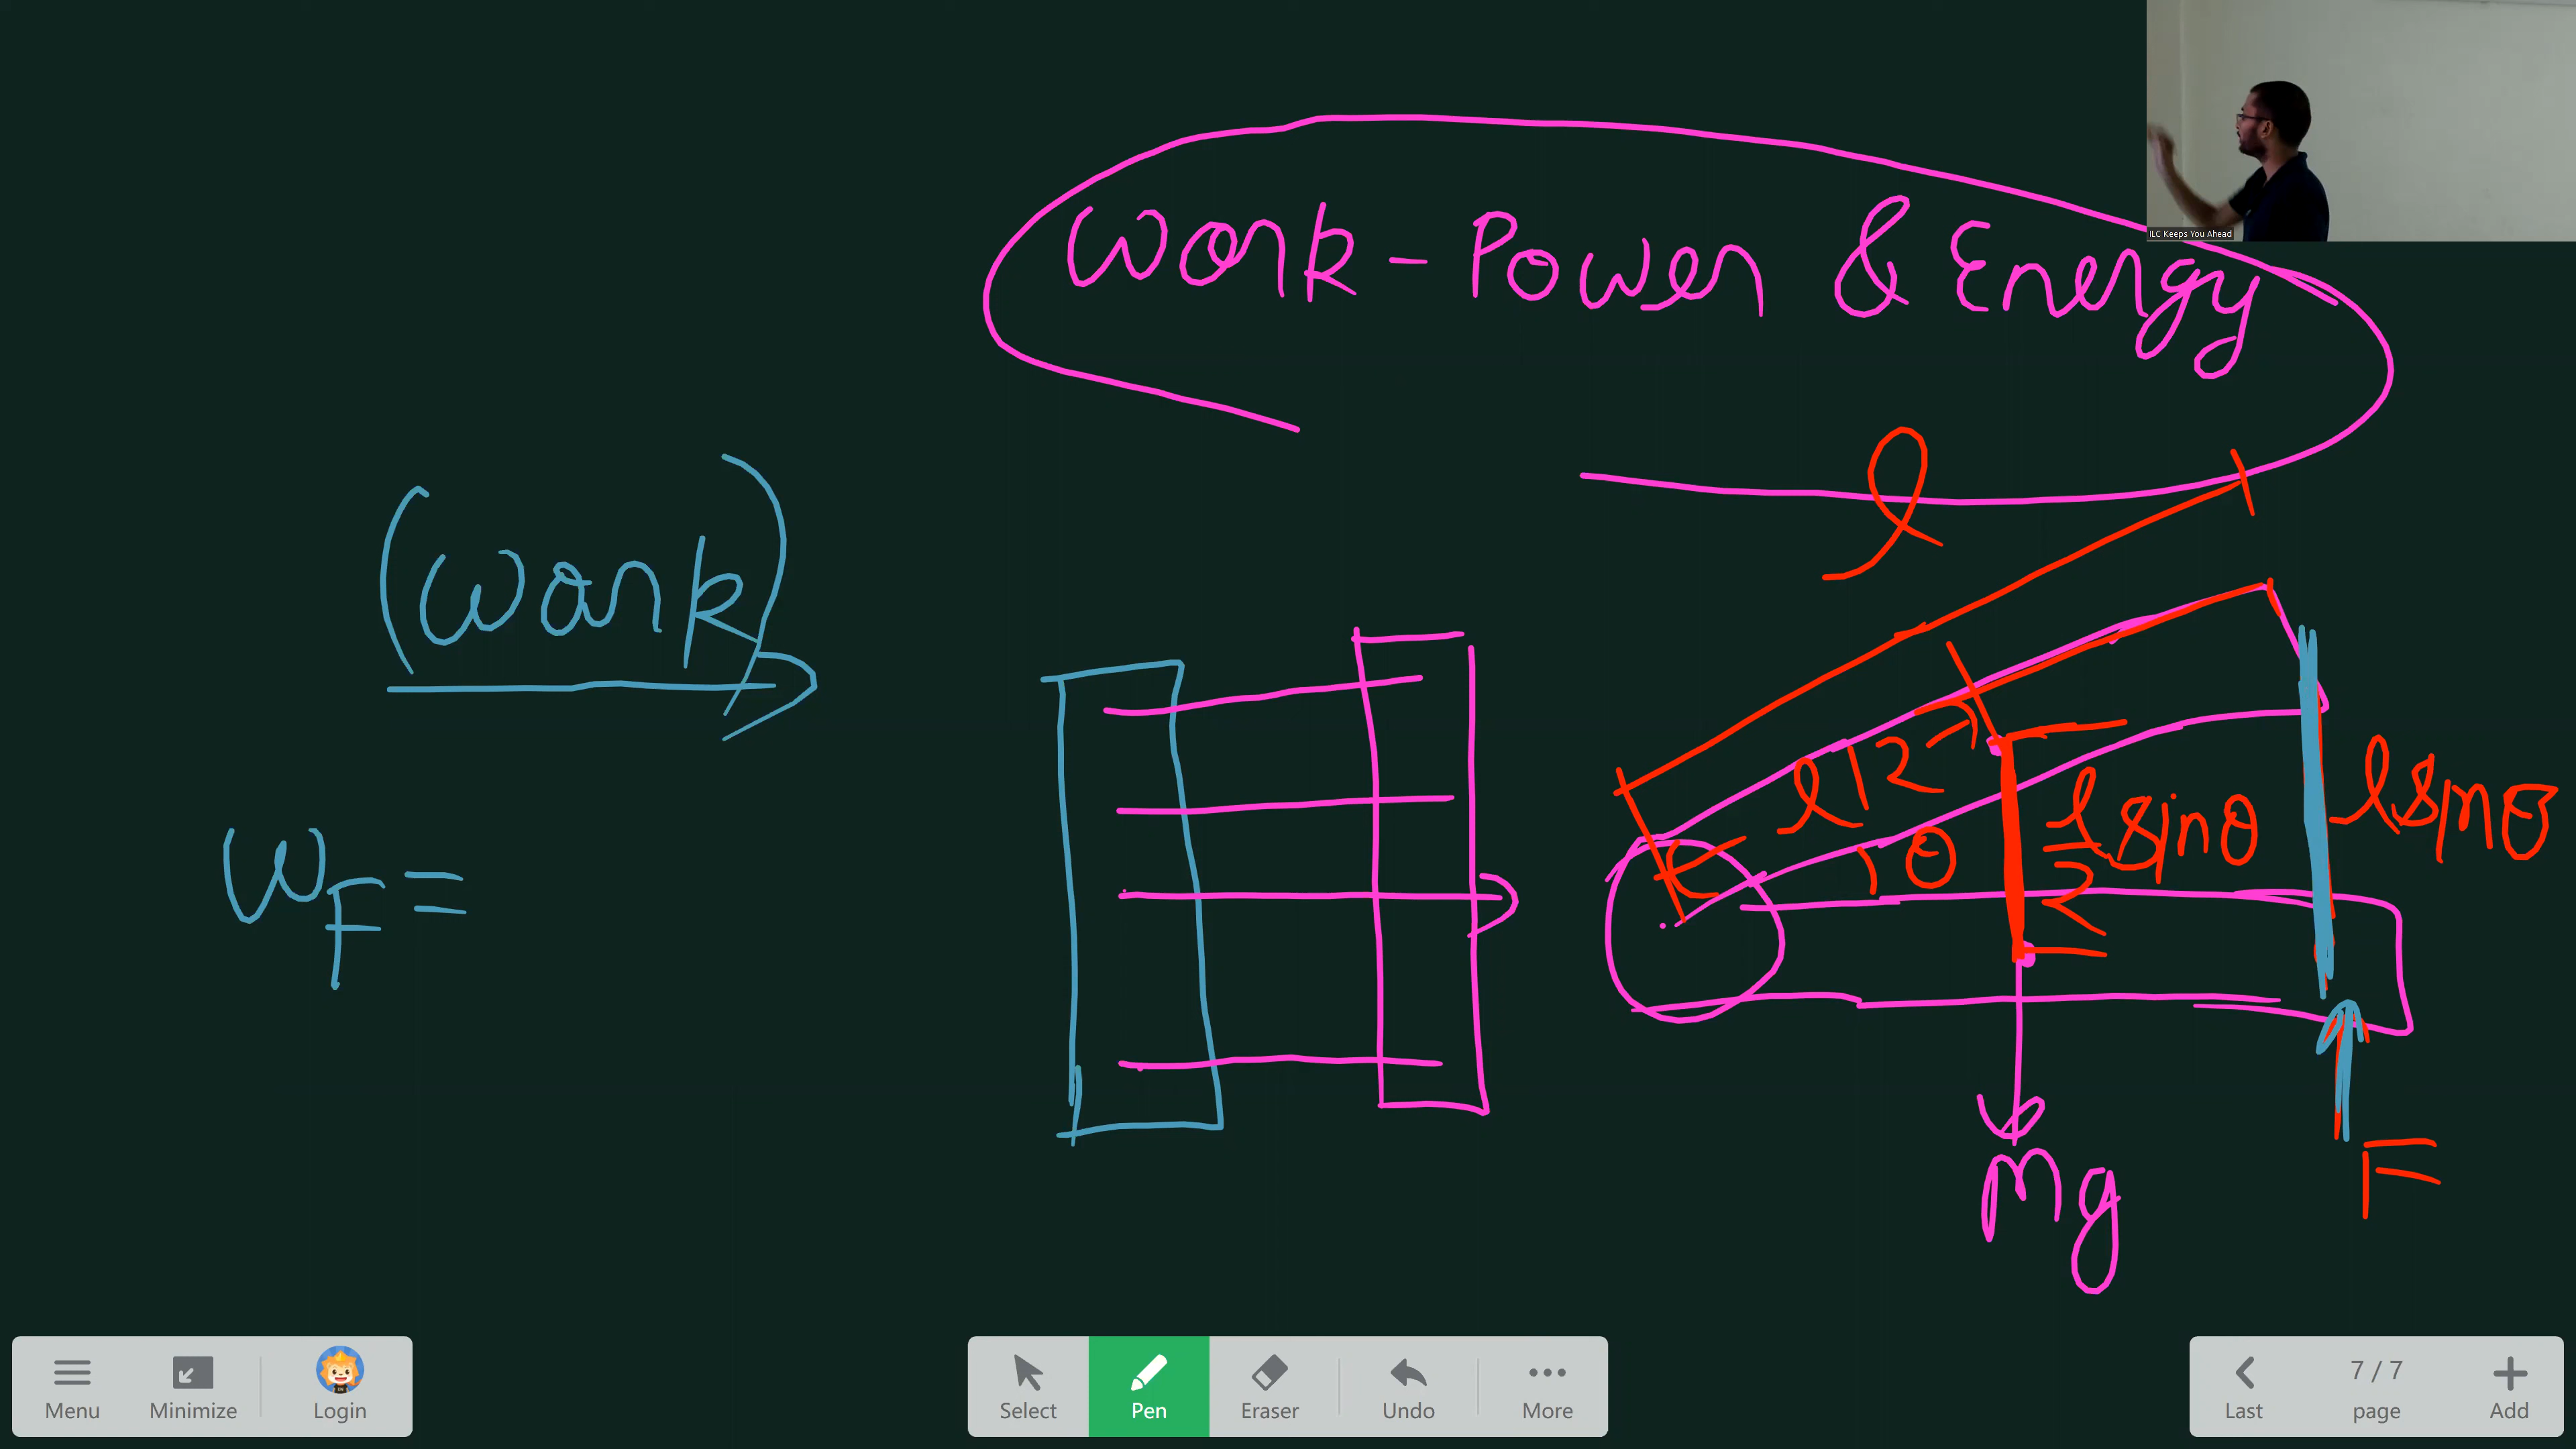 ILC Keeps You Ahead
Work - Power & Energy
(Work)
l
l/2
θ
l/2 sinθ
l sinθ
W_F =
mg
F
Menu
Minimize
Login
Select
Pen
Eraser
Undo
More
Last
7 / 7
page
Add